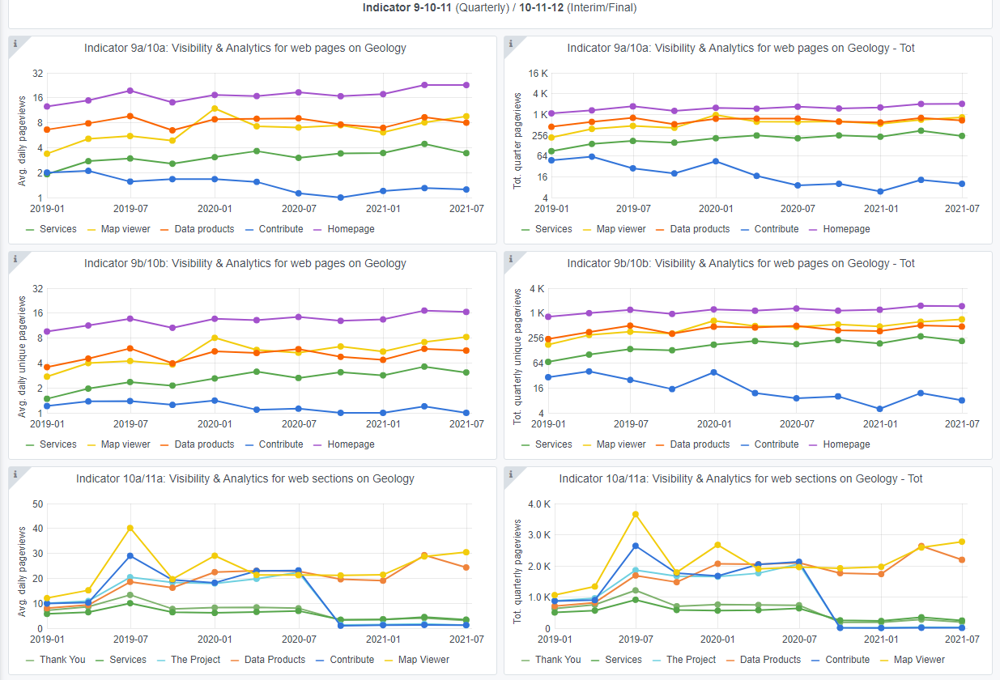 Indicator 9-10-11 (Quarterly) / 10-11-12 (Interim/Final)
i
Indicator 9a/10a: Visibility & Analytics for web pages on Geology
Avg. daily pageviews
32
16
8
4
2
1
2019-01 2019-07 2020-01 2020-07 2021-01 2021-07
Services Map viewer Data products Contribute Homepage
i
Indicator 9a/10a: Visibility & Analytics for web pages on Geology - Tot
Tot. quarter pageviews
16 K
4 K
1 K
256
64
16
4
2019-01 2019-07 2020-01 2020-07 2021-01 2021-07
Services Map viewer Data products Contribute Homepage
i
Indicator 9b/10b: Visibility & Analytics for web pages on Geology
Avg. daily unique pageviews
32
16
8
4
2
1
2019-01 2019-07 2020-01 2020-07 2021-01 2021-07
Services Map viewer Data products Contribute Homepage
i
Indicator 9b/10b: Visibility & Analytics for web pages on Geology - Tot
Tot. quarterly unique pageviews
4 K
1 K
256
64
16
4
2019-01 2019-07 2020-01 2020-07 2021-01 2021-07
Services Map viewer Data products Contribute Homepage
i
Indicator 10a/11a: Visibility & Analytics for web sections on Geology
Avg. daily pageviews
50
40
30
20
10
0
2019-01 2019-07 2020-01 2020-07 2021-01 2021-07
Thank You Services The Project Data Products Contribute Map Viewer
i
Indicator 10a/11a: Visibility & Analytics for web sections on Geology - Tot
Tot. quarterly pageviews
4.0 K
3.0 K
2.0 K
1.0 K
0
2019-01 2019-07 2020-01 2020-07 2021-01 2021-07
Thank You Services The Project Data Products Contribute Map Viewer